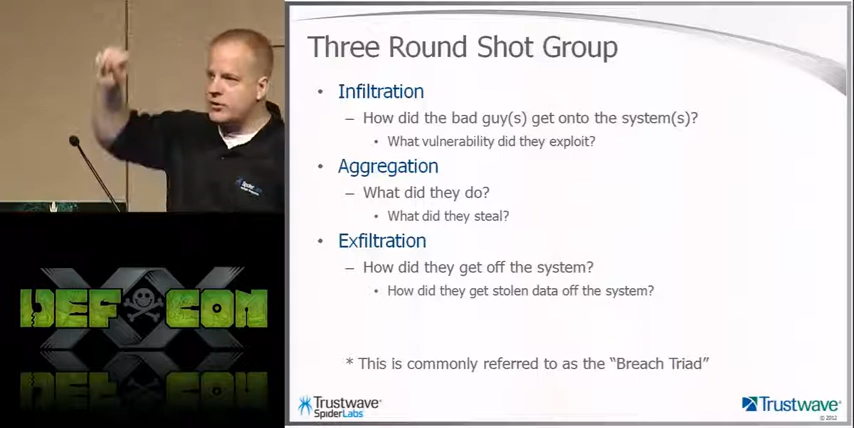 Three Round Shot Group
• Infiltration
– How did the bad guy(s) get onto the system(s)?
• What vulnerability did they exploit?
• Aggregation
– What did they do?
• What did they steal?
• Exfiltration
– How did they get off the system?
• How did they get stolen data off the system?
* This is commonly referred to as the “Breach Triad”
Trustwave®
SpiderLabs
Trustwave®
© 2012
DEF CON
XX
Spider